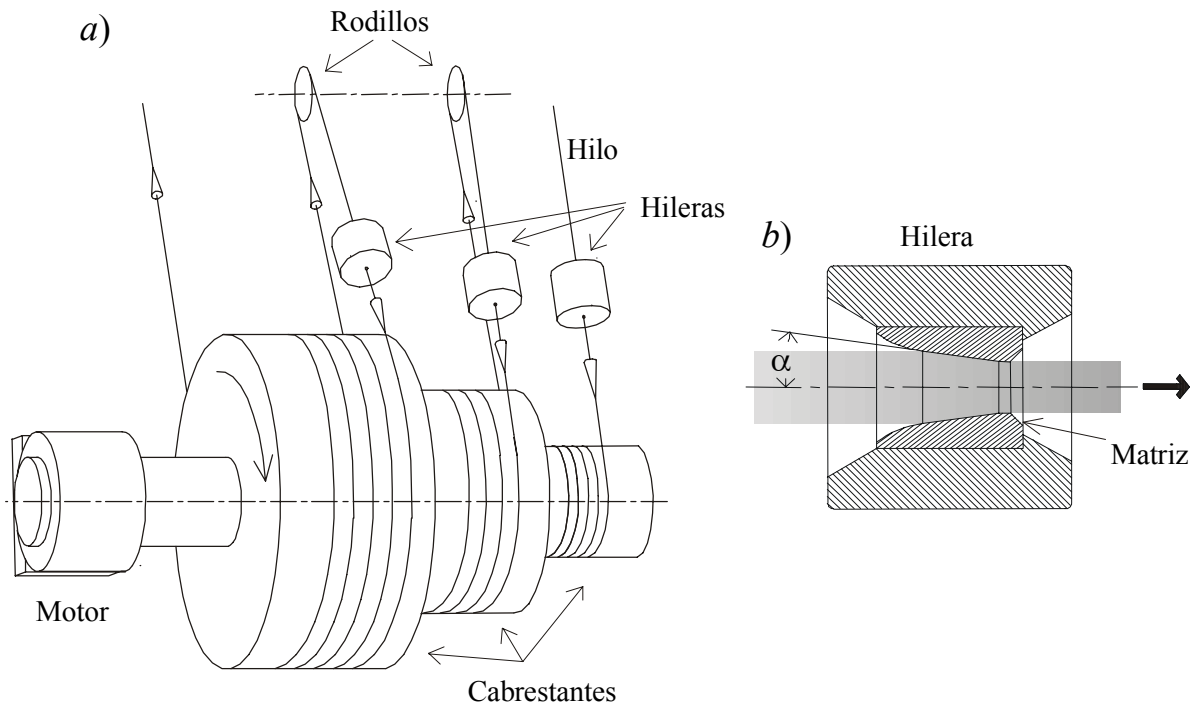 a)
Rodillos
Hilo
Hileras
Motor
Cabrestantes
b)
Hilera
α
Matriz